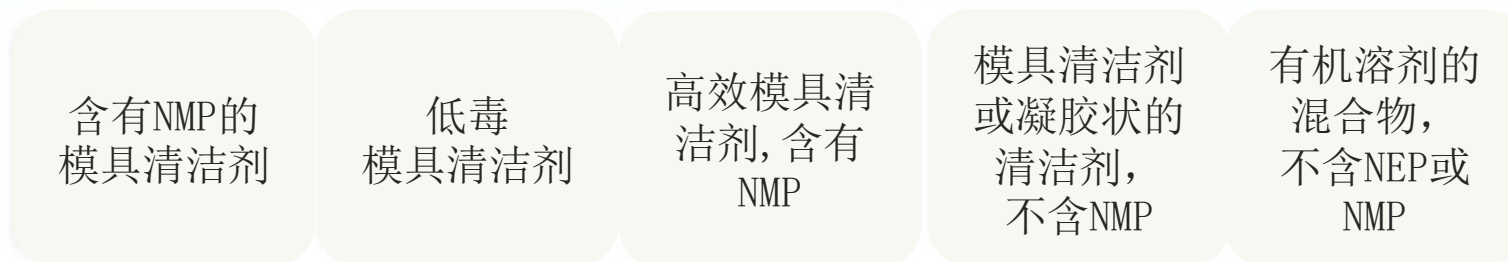 含有NMP的
模具清洁剂
低毒
模具清洁剂
高效模具清
洁剂,含有
NMP
模具清洁剂
或凝胶状的
清洁剂，
不含NMP
有机溶剂的
混合物，
不含NEP或
NMP